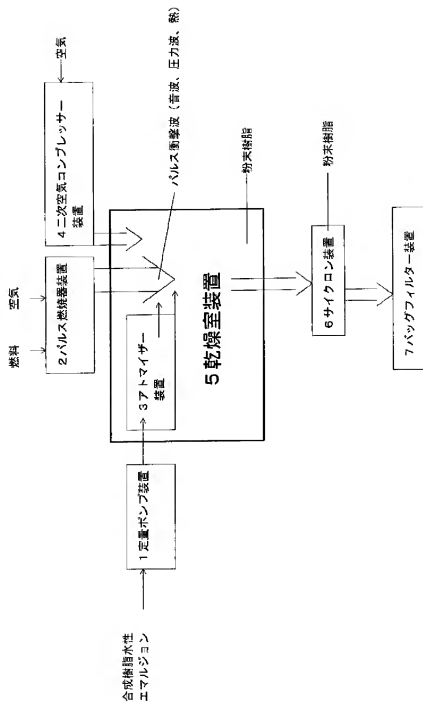 燃料
空気
空気
2パルス燃焼器装置
4二次空気コンプレッサー
装置
パルス衝撃波（音波、圧力波、熱）
合成樹脂水性
エマルジョン
1定量ポンプ装置
3アトマイザー
装置
5乾燥室装置
粉末樹脂
6サイクロン装置
粉末樹脂
7バッグフィルター装置